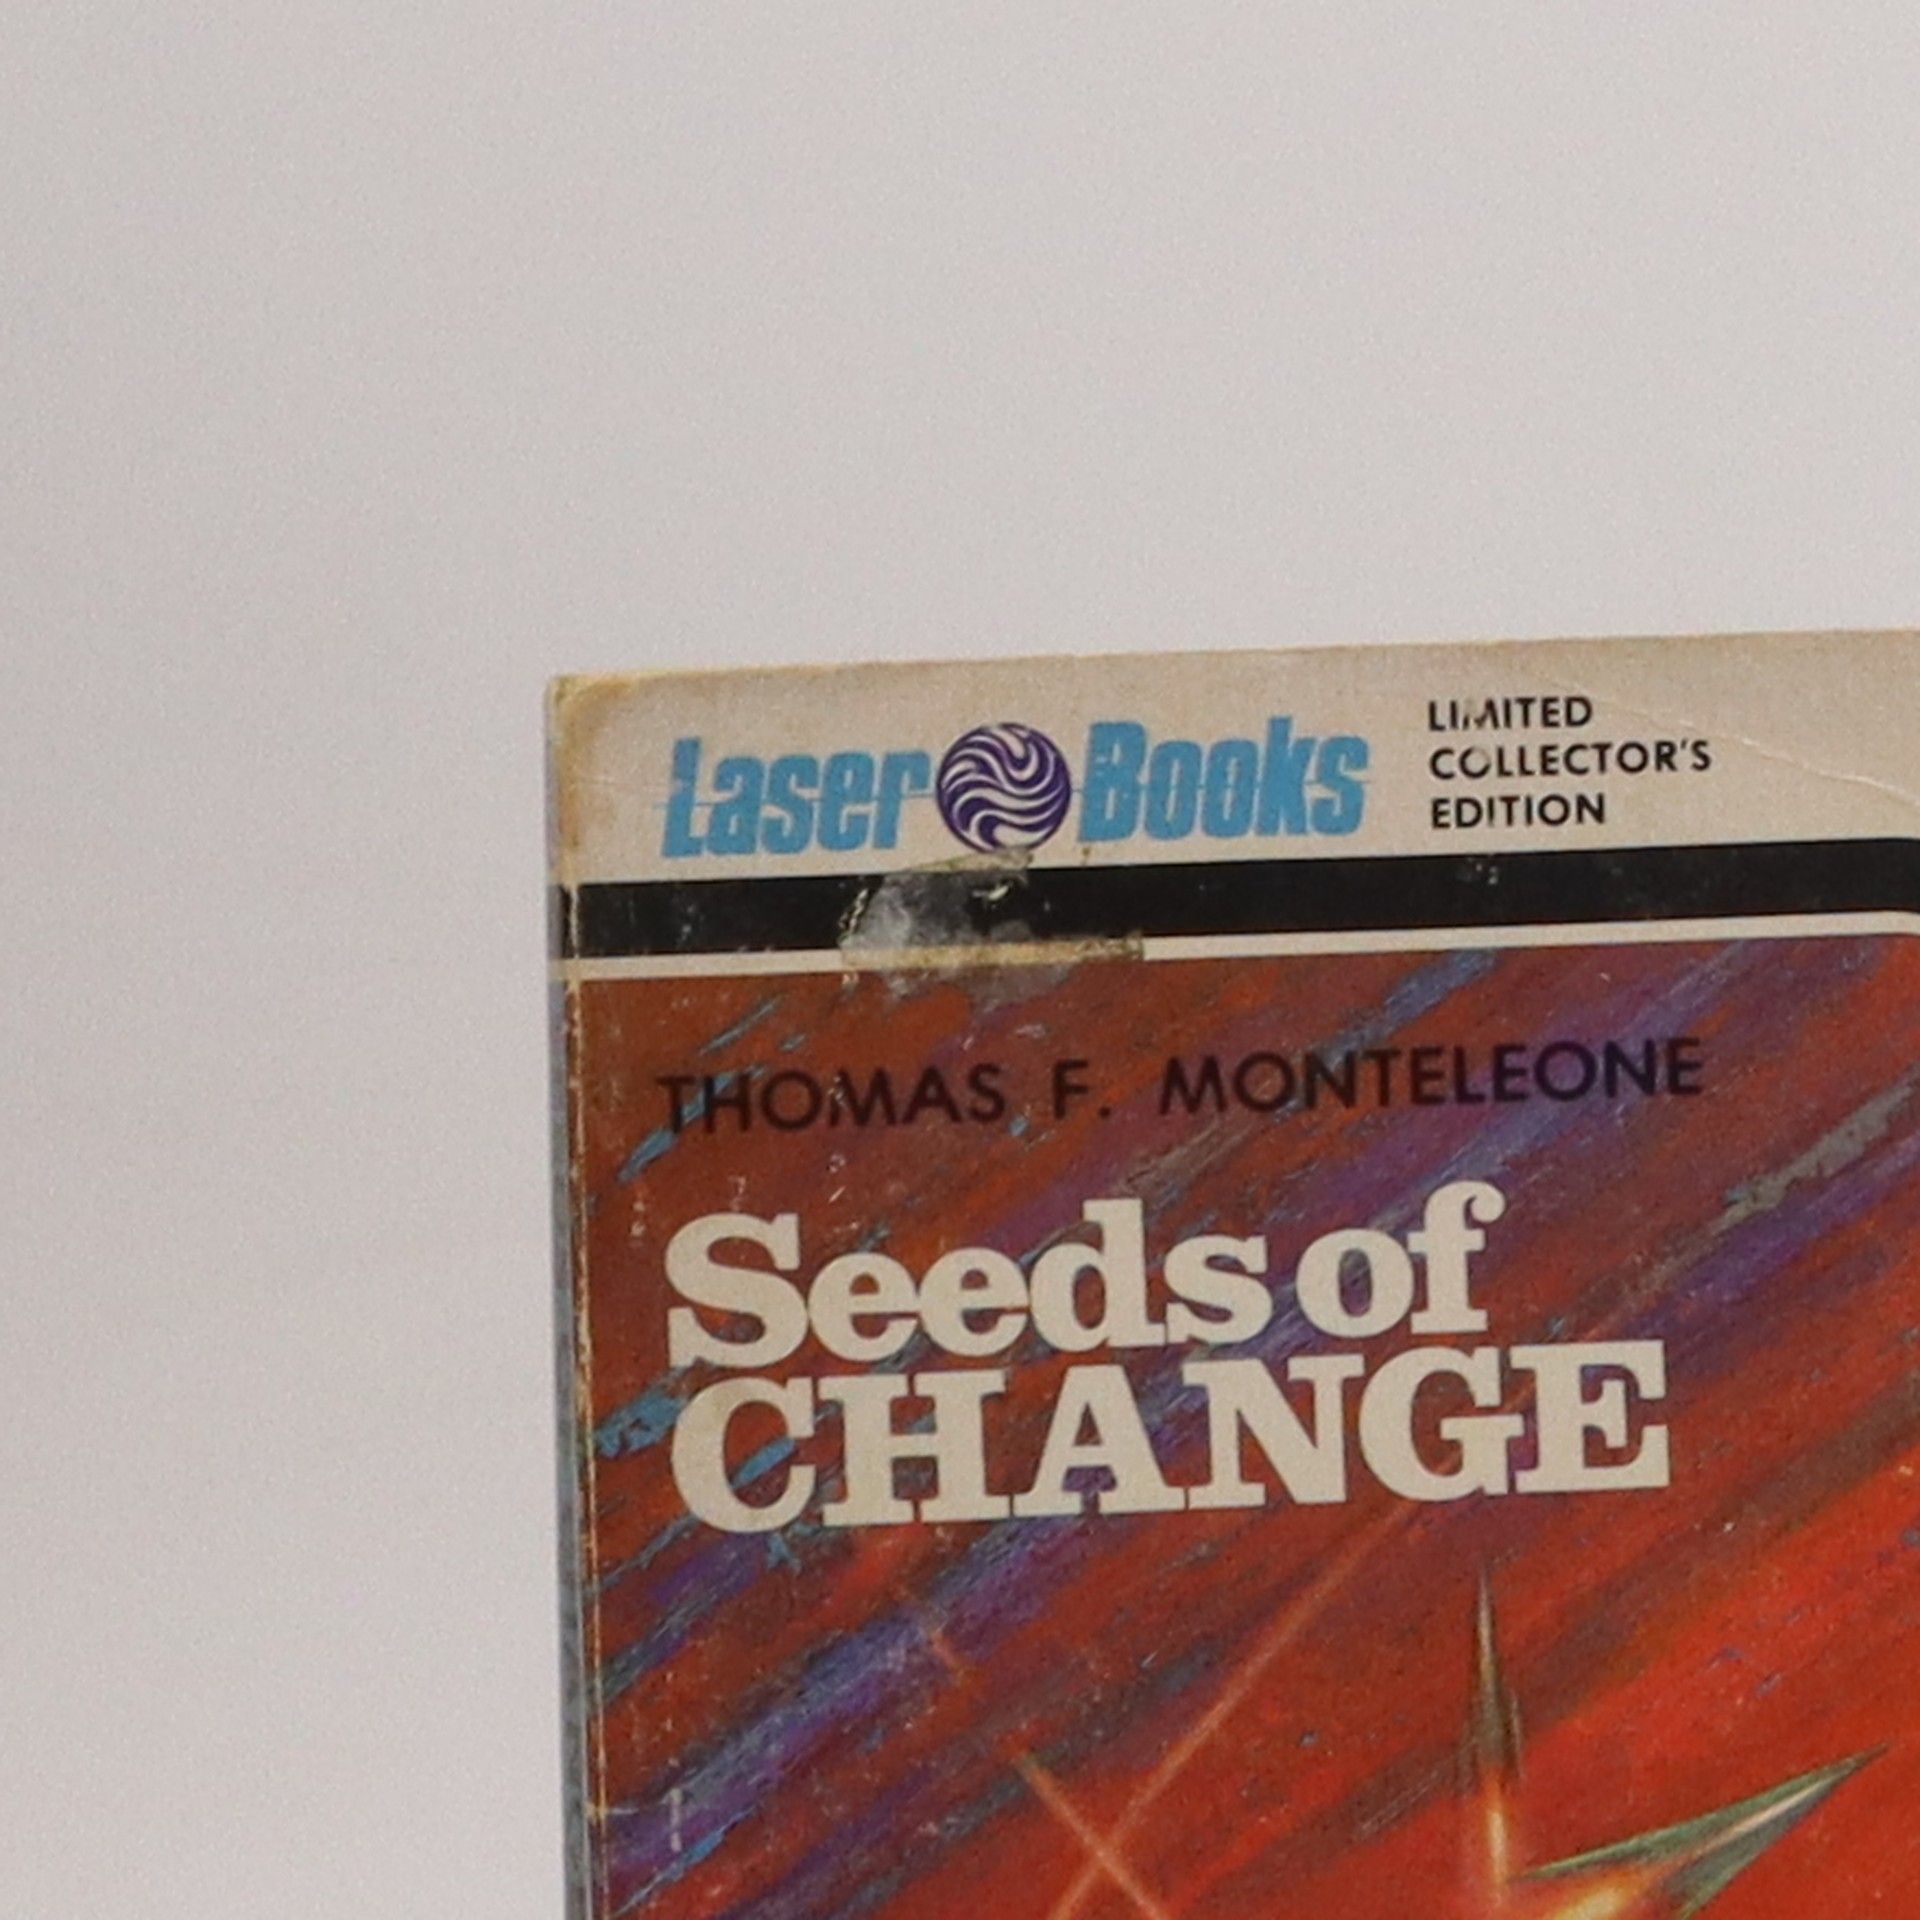 Laser Books
LIMITED
COLLECTOR'S
EDITION
THOMAS F. MONTELEONE
Seeds of
CHANGE